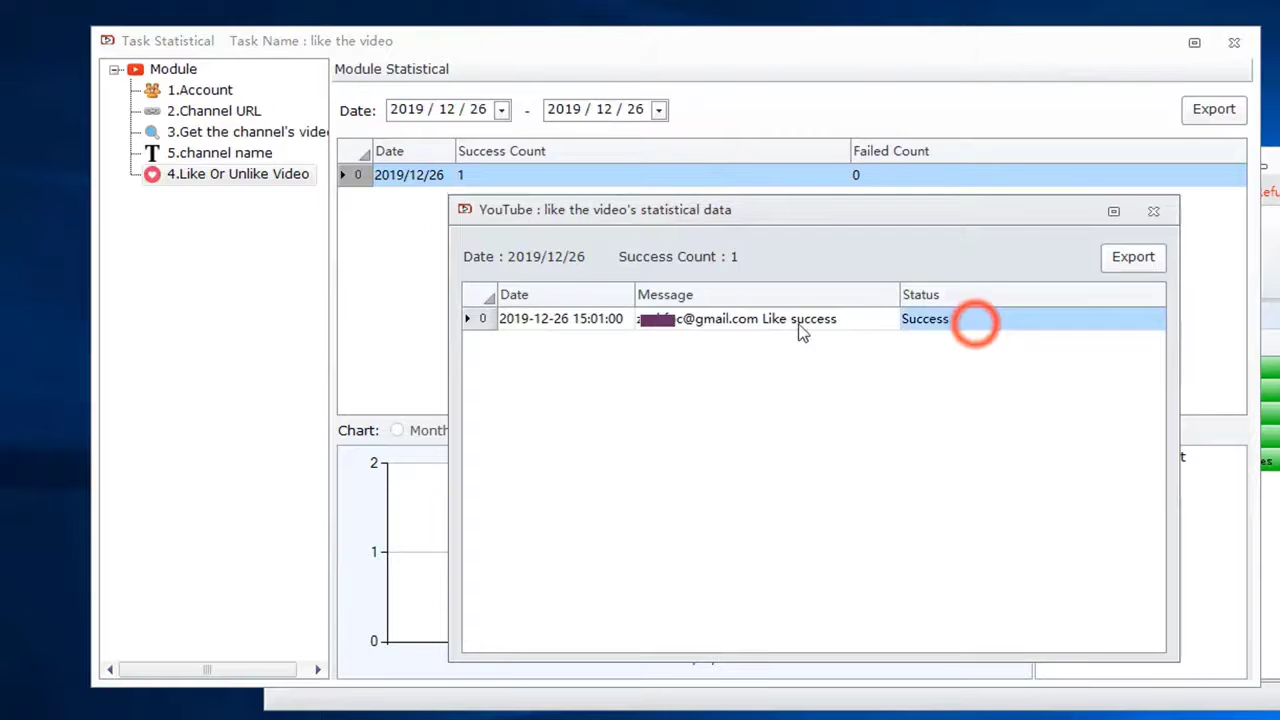 Task Statistical Task Name : like the video
Module
1.Account
2.Channel URL
3.Get the channel's video
5.channel name
4.Like Or Unlike Video
Module Statistical
Date: 2019 / 12 / 26 - 2019 / 12 / 26 Export
Date Success Count Failed Count
0 2019/12/26 1 0
YouTube : like the video's statistical data
Date : 2019/12/26 Success Count : 1 Export
Date Message Status
0 2019-12-26 15:01:00 c@gmail.com Like success Success
Chart: Month
2
1
0